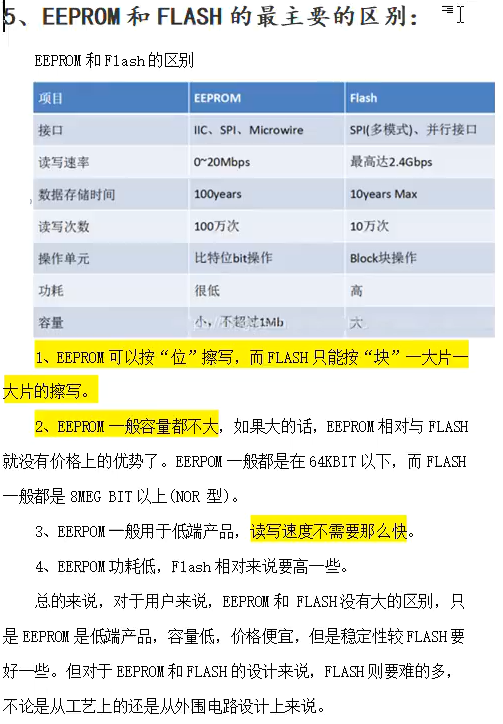 5、EEPROM 和 FLASH 的最主要的区别：
EEPROM 和 Flash 的区别
项目 EEPROM Flash
接口 IIC、SPI、Microwire SPI(多模式)、并行接口
读写速率 0~20Mbps 最高达2.4Gbps
数据存储时间 100years 10years Max
读写次数 100万次 10万次
操作单元 比特位bit操作 Block块操作
功耗 很低 高
容量 小，不超过1Mb 大
1、EEPROM 可以按“位”擦写，而 FLASH 只能按“块”一大片一
大片的擦写。
2、EEPROM 一般容量都不大，如果大的话，EEPROM 相对与 FLASH
就没有价格上的优势了。EERPOM 一般都是在 64KBIT 以下，而 FLASH
一般都是 8MEG BIT 以上(NOR 型)。
3、EERPOM 一般用于低端产品，读写速度不需要那么快。
4、EERPOM 功耗低，Flash 相对来说要高一些。
总的来说，对于用户来说，EEPROM 和 FLASH 没有大的区别，只
是 EEPROM 是低端产品，容量低，价格便宜，但是稳定性较 FLASH 要
好一些。但对于 EEPROM 和 FLASH 的设计来说，FLASH 则要难的多，
不论是从工艺上的还是从外围电路设计上来说。